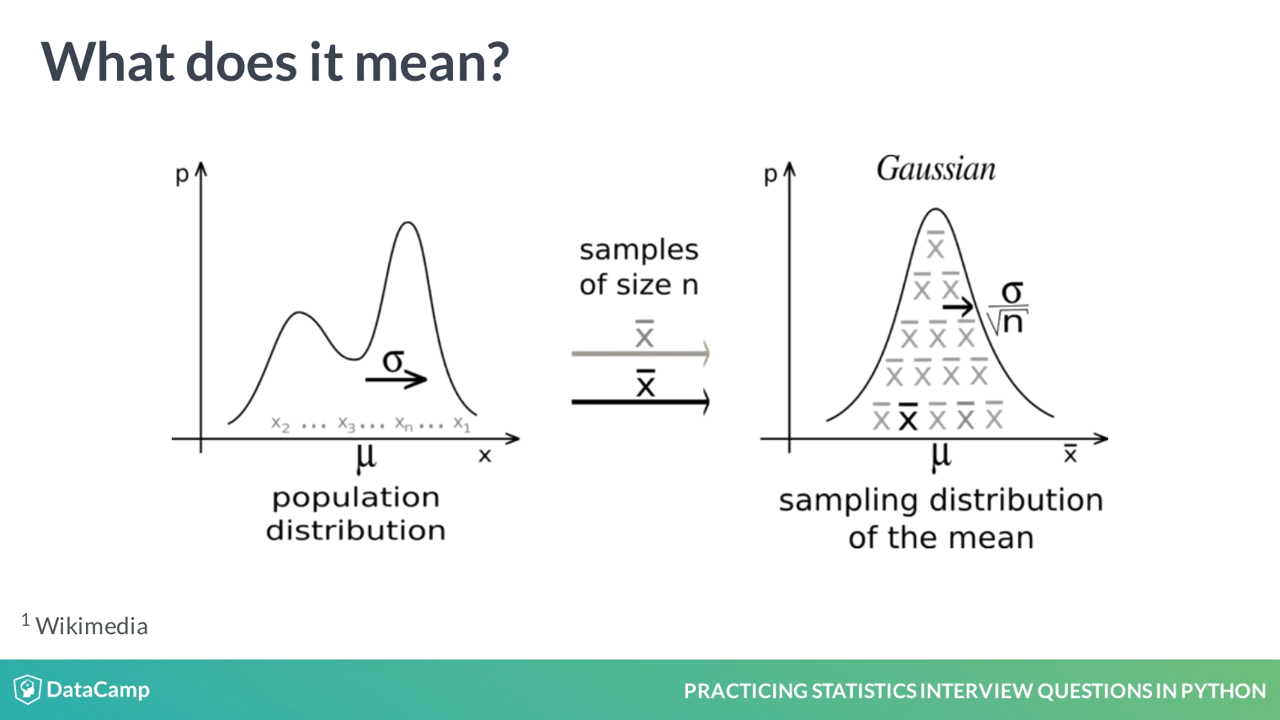 What does it mean?
p
σ
x₂ ... x₃... xₙ... x₁
μ
x
population
distribution
samples
of size n
x̄
x̄
p
Gaussian
x̄
x̄ x̄
σ
√n
x̄ x̄ x̄
x̄ x̄ x̄ x̄
x̄ x̄ x̄ x̄ x̄
μ
x̄
sampling distribution
of the mean
¹ Wikimedia
DataCamp
PRACTICING STATISTICS INTERVIEW QUESTIONS IN PYTHON